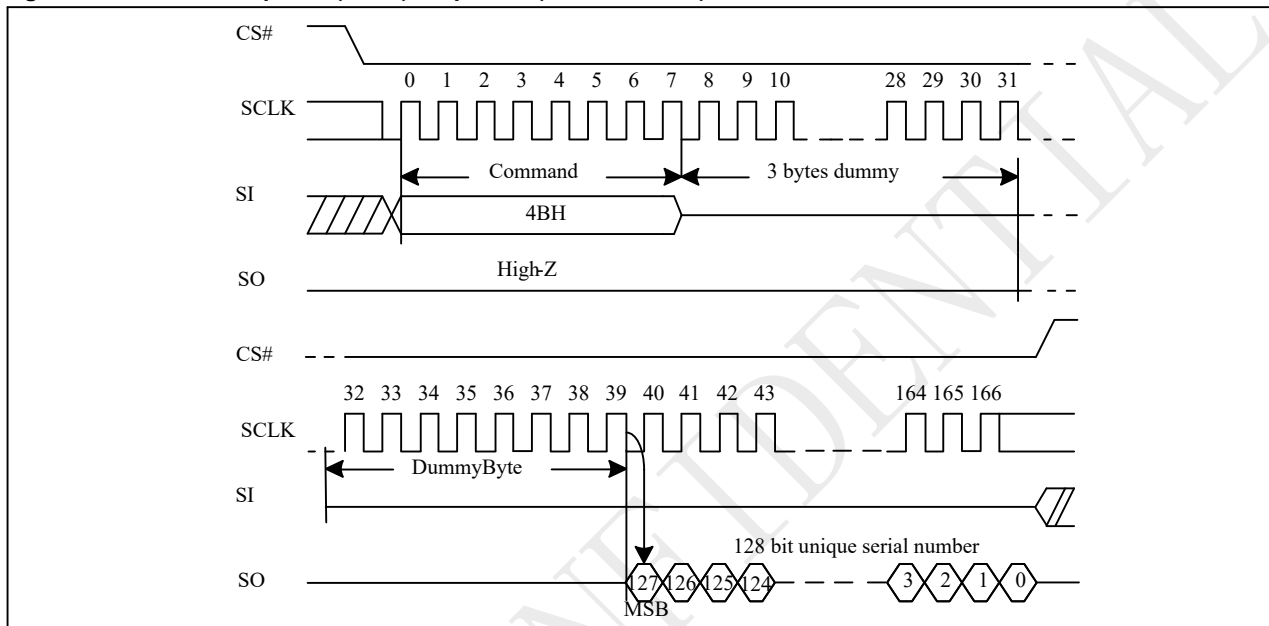 CS#
0 1 2 3 4 5 6 7 8 9 10 28 29 30 31
SCLK
Command 3 bytes dummy
SI
4BH
High-Z
SO
CS#
32 33 34 35 36 37 38 39 40 41 42 43 164 165 166
SCLK
DummyByte
SI
128 bit unique serial number
SO 127 126 125 124 3 2 1 0
MSB